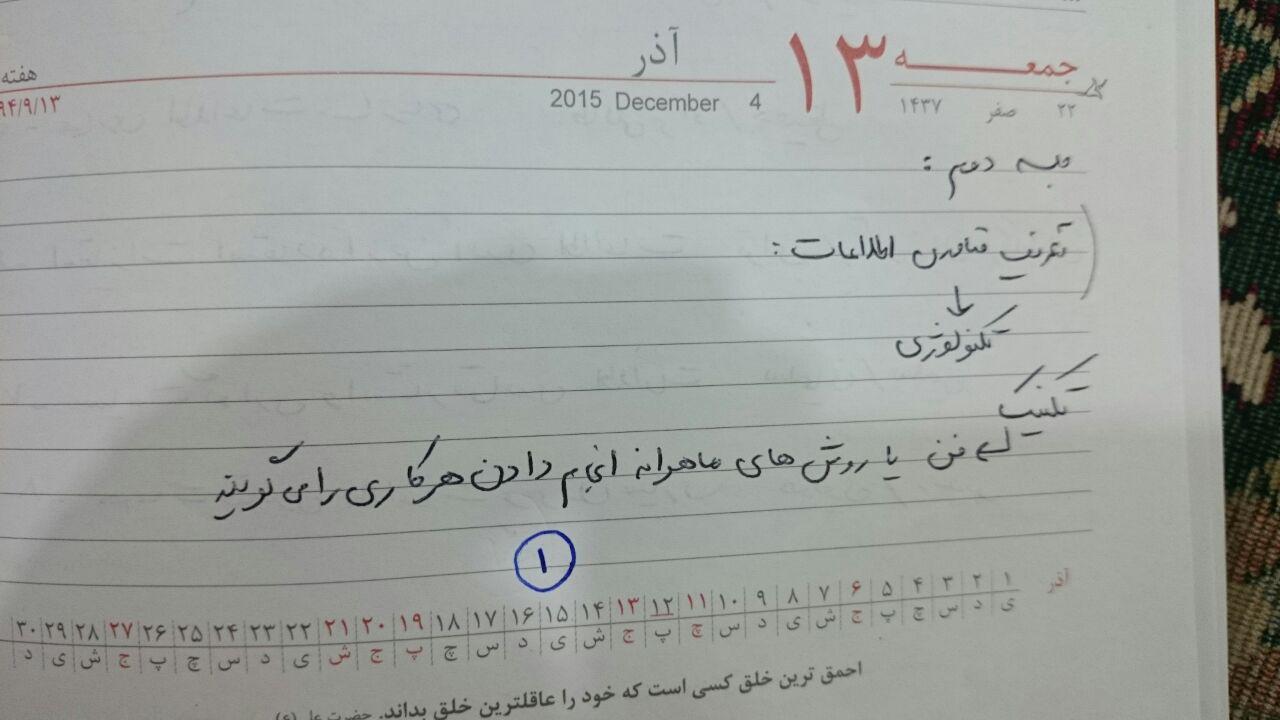 جمعه ۱۳ آذر هفته
۲۲ صفر ۱۴۳۷ 2015 December 4 ۹۴/۹/۱۳
جلسه دوم :
تعریف فناوری اطلاعات :
تکنولوژی
تکنیک
فن یا روش های ماهرانه انجام دادن هر کاری را می گویند
۱
آذر ۱ ۲ ۳ ۴ ۵ ۶ ۷ ۸ ۹ ۱۰ ۱۱ ۱۲ ۱۳ ۱۴ ۱۵ ۱۶ ۱۷ ۱۸ ۱۹ ۲۰ ۲۱ ۲۲ ۲۳ ۲۴ ۲۵ ۲۶ ۲۷ ۲۸ ۲۹ ۳۰
ی د س چ پ ج ش ی د س چ پ ج ش ی د س چ پ ج ش ی د س چ پ ج ش ی د
احمق ترین خلق کسی است که خود را عاقلترین خلق بداند. حضرت علی (ع)